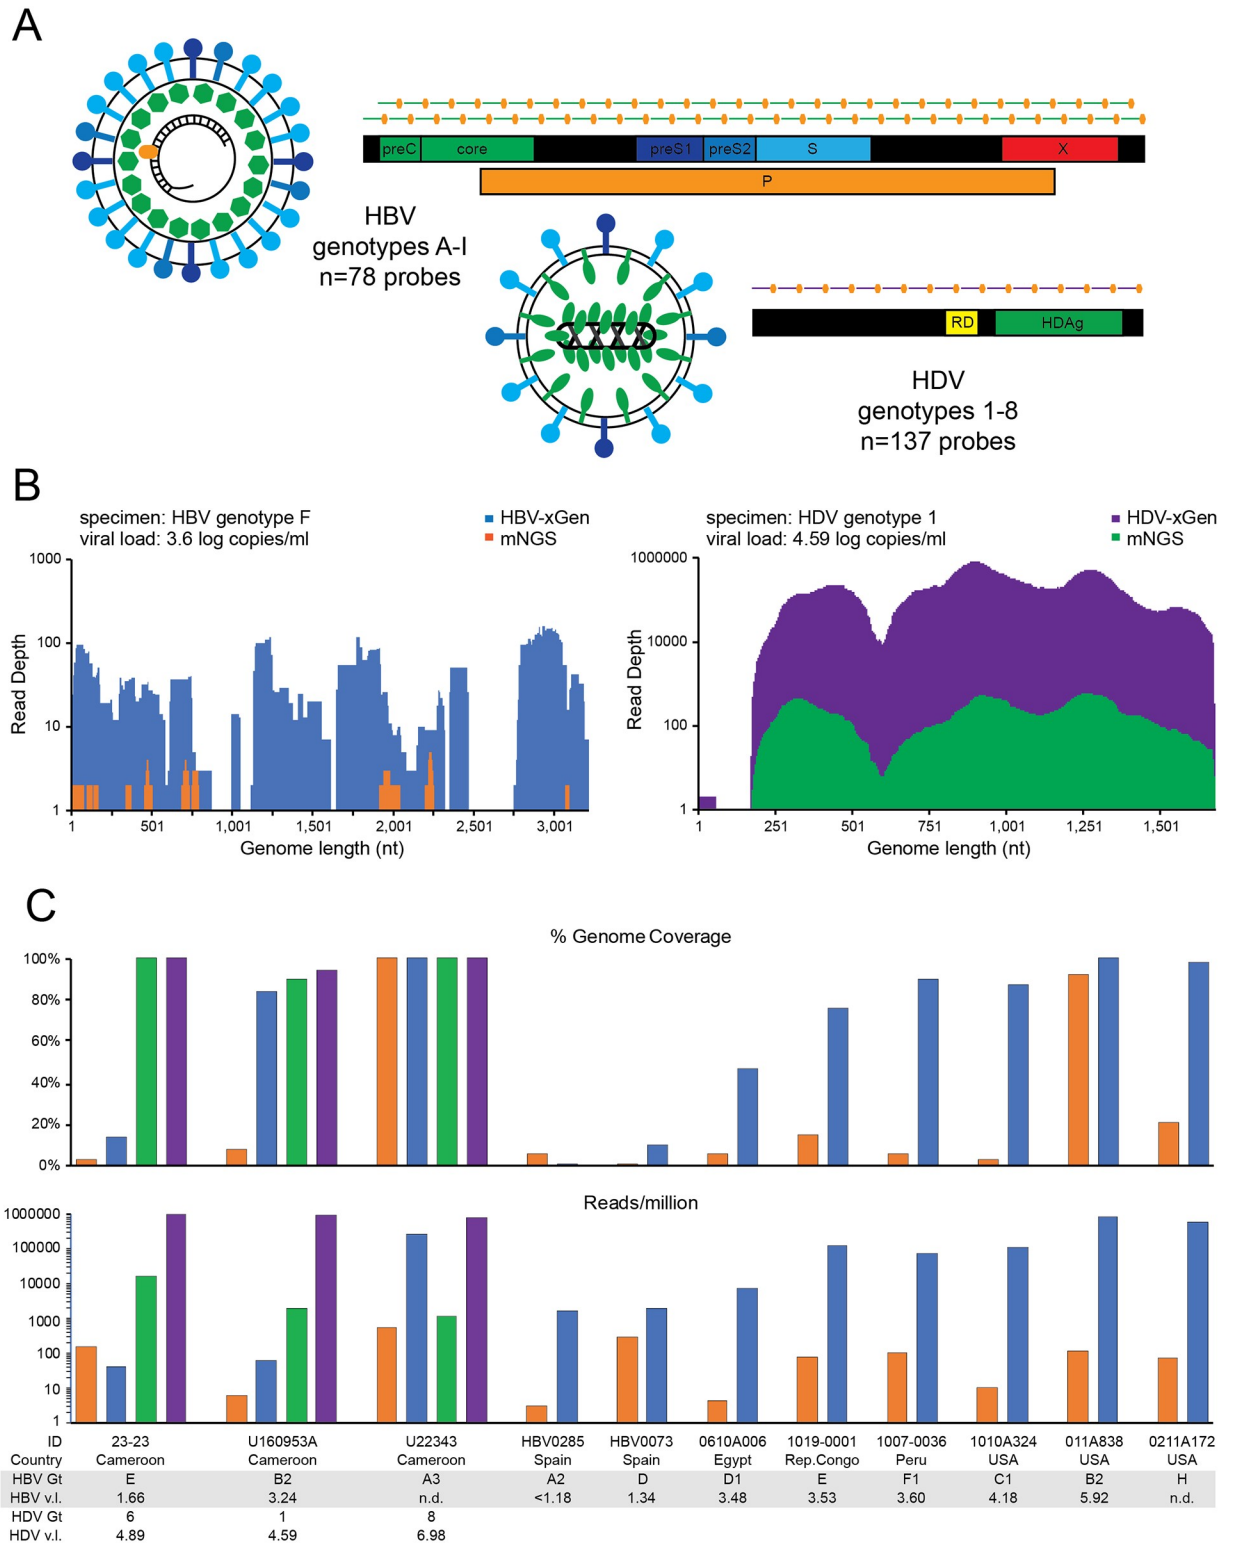 A
preC core preS1 preS2 S X
P
HBV
genotypes A-I
n=78 probes
RD HDAg
HDV
genotypes 1-8
n=137 probes
B
specimen: HBV genotype F
viral load: 3.6 log copies/ml
HBV-xGen
mNGS
1000
100
10
1
Read Depth
1 501 1,001 1,501 2,001 2,501 3,001
Genome length (nt)
specimen: HDV genotype 1
viral load: 4.59 log copies/ml
HDV-xGen
mNGS
1000000
10000
100
1
Read Depth
1 251 501 751 1,001 1,251 1,501
Genome length (nt)
C
% Genome Coverage
100%
80%
60%
40%
20%
0%
Reads/million
1000000
100000
10000
1000
100
10
1
ID 23-23 U160953A U22343 HBV0285 HBV0073 0610A006 1019-0001 1007-0036 1010A324 011A838 0211A172
Country Cameroon Cameroon Cameroon Spain Spain Egypt Rep.Congo Peru USA USA USA
HBV Gt E B2 A3 A2 D D1 E F1 C1 B2 H
HBV v.l. 1.66 3.24 n.d. <1.18 1.34 3.48 3.53 3.60 4.18 5.92 n.d.
HDV Gt 6 1 8
HDV v.l. 4.89 4.59 6.98